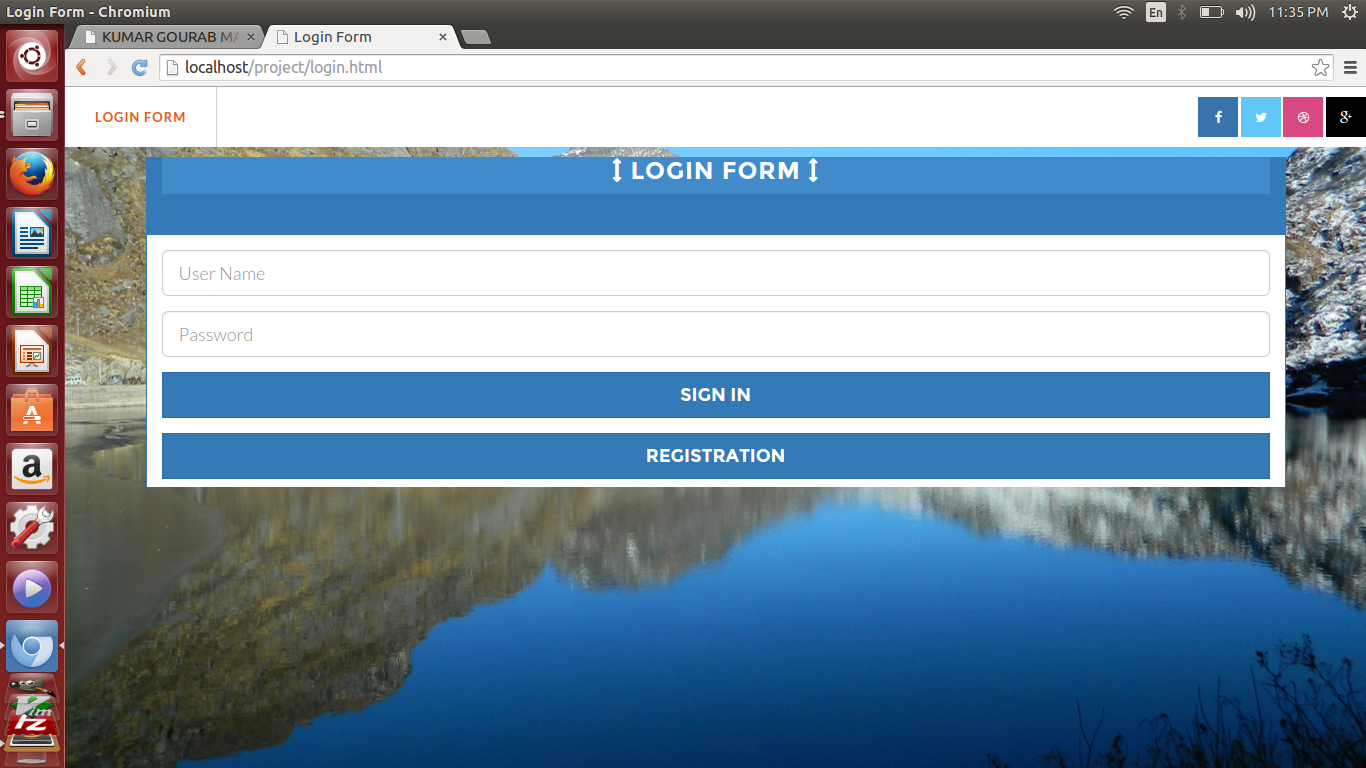 Login Form - Chromium
En
11:35 PM
KUMAR GOURAB MA
Login Form
localhost/project/login.html
LOGIN FORM
LOGIN FORM
User Name
Password
SIGN IN
REGISTRATION